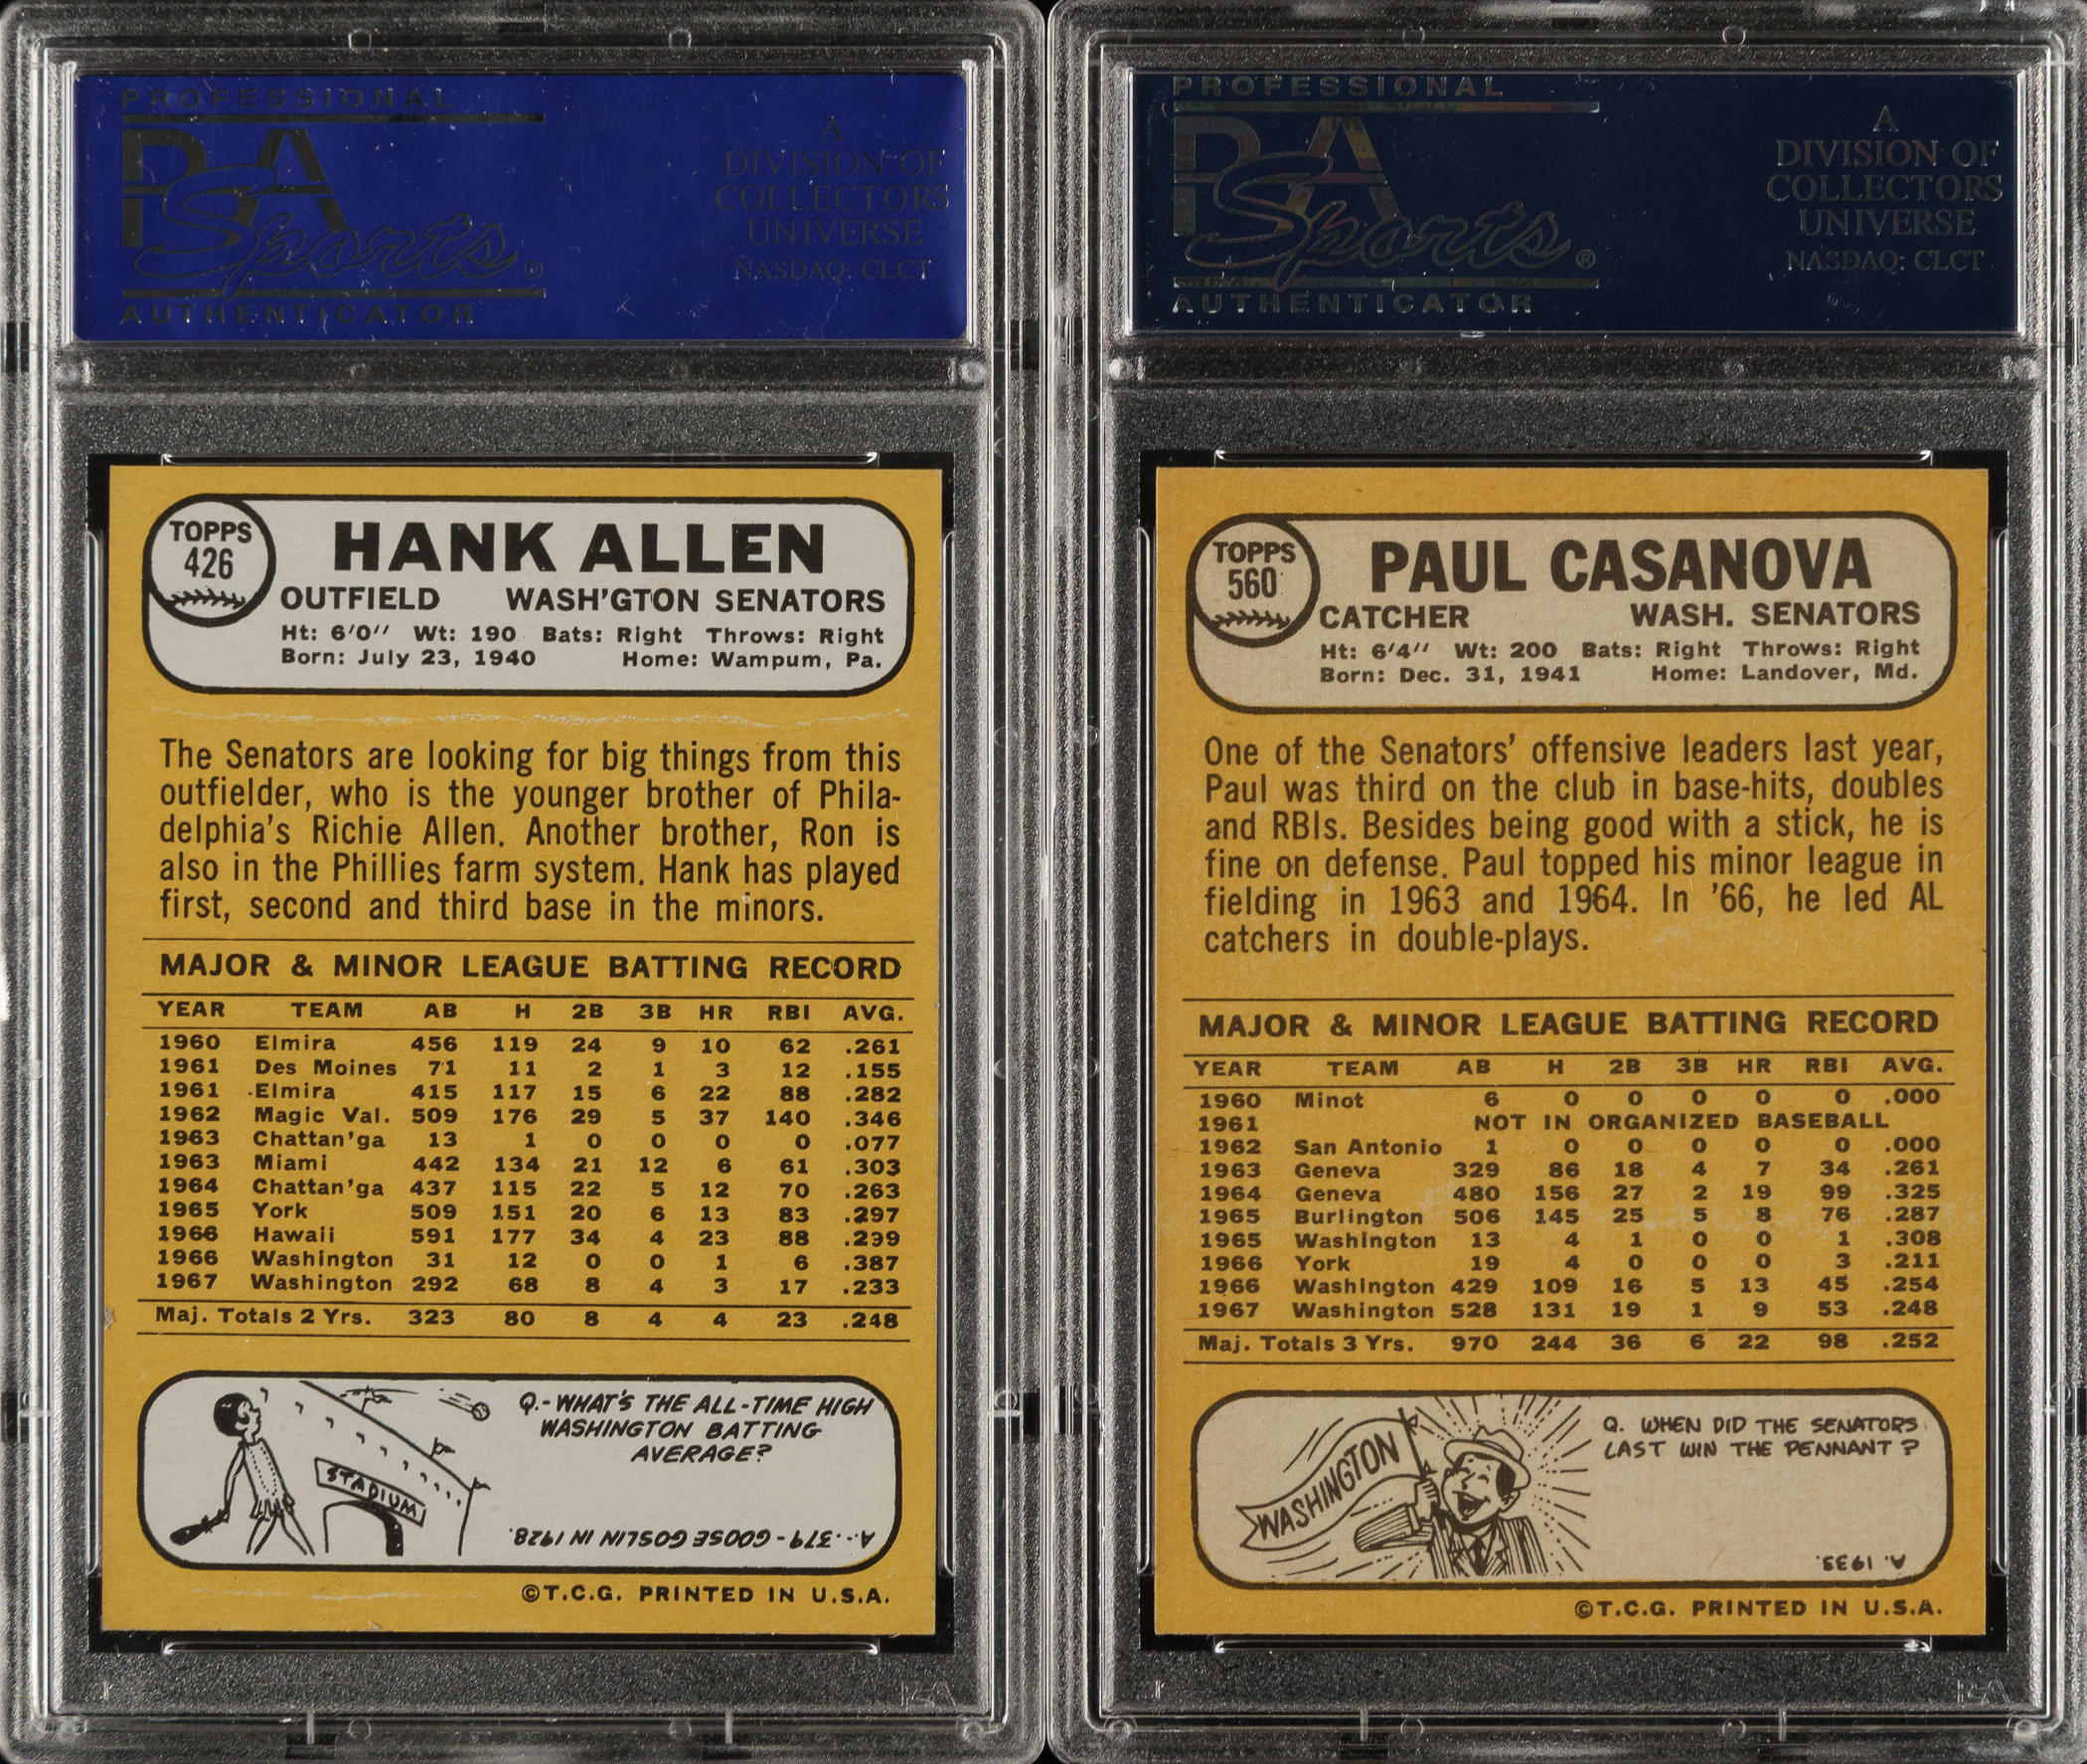 PROFESSIONAL
PSA
Sports®
AUTHENTICATOR
A
DIVISION OF
COLLECTORS
UNIVERSE
NASDAQ: CLCT
TOPPS
426
HANK ALLEN
OUTFIELD WASH'GTON SENATORS
Ht: 6'0" Wt: 190 Bats: Right Throws: Right
Born: July 23, 1940 Home: Wampum, Pa.
The Senators are looking for big things from this
outfielder, who is the younger brother of Phila-
delphia's Richie Allen. Another brother, Ron is
also in the Phillies farm system. Hank has played
first, second and third base in the minors.
MAJOR & MINOR LEAGUE BATTING RECORD
YEAR TEAM AB H 2B 3B HR RBI AVG.
1960 Elmira 456 119 24 9 10 62 .261
1961 Des Moines 71 11 2 1 3 12 .155
1961 Elmira 415 117 15 6 22 88 .282
1962 Magic Val. 509 176 29 5 37 140 .346
1963 Chattan'ga 13 1 0 0 0 0 .077
1963 Miami 442 134 21 12 6 61 .303
1964 Chattan'ga 437 115 22 5 12 70 .263
1965 York 509 151 20 6 13 83 .297
1966 Hawaii 591 177 34 4 23 88 .299
1966 Washington 31 12 0 0 1 6 .387
1967 Washington 292 68 8 4 3 17 .233
Maj. Totals 2 Yrs. 323 80 8 4 4 23 .248
STADIUM
Q.-WHAT'S THE ALL-TIME HIGH
WASHINGTON BATTING
AVERAGE?
A.-.379 - GOOSE GOSLIN IN 1928.
©T.C.G. PRINTED IN U.S.A.
PROFESSIONAL
PSA
Sports®
AUTHENTICATOR
A
DIVISION OF
COLLECTORS
UNIVERSE
NASDAQ: CLCT
TOPPS
560
PAUL CASANOVA
CATCHER WASH. SENATORS
Ht: 6'4" Wt: 200 Bats: Right Throws: Right
Born: Dec. 31, 1941 Home: Landover, Md.
One of the Senators' offensive leaders last year,
Paul was third on the club in base-hits, doubles
and RBIs. Besides being good with a stick, he is
fine on defense. Paul topped his minor league in
fielding in 1963 and 1964. In '66, he led AL
catchers in double-plays.
MAJOR & MINOR LEAGUE BATTING RECORD
YEAR TEAM AB H 2B 3B HR RBI AVG.
1960 Minot 6 0 0 0 0 0 .000
1961 NOT IN ORGANIZED BASEBALL
1962 San Antonio 1 0 0 0 0 0 .000
1963 Geneva 329 86 18 4 7 34 .261
1964 Geneva 480 156 27 2 19 99 .325
1965 Burlington 506 145 25 5 8 76 .287
1965 Washington 13 4 1 0 0 1 .308
1966 York 19 4 0 0 0 3 .211
1966 Washington 429 109 16 5 13 45 .254
1967 Washington 528 131 19 1 9 53 .248
Maj. Totals 3 Yrs. 970 244 36 6 22 98 .252
WASHINGTON
Q. WHEN DID THE SENATORS
LAST WIN THE PENNANT?
A. 1933.
©T.C.G. PRINTED IN U.S.A.